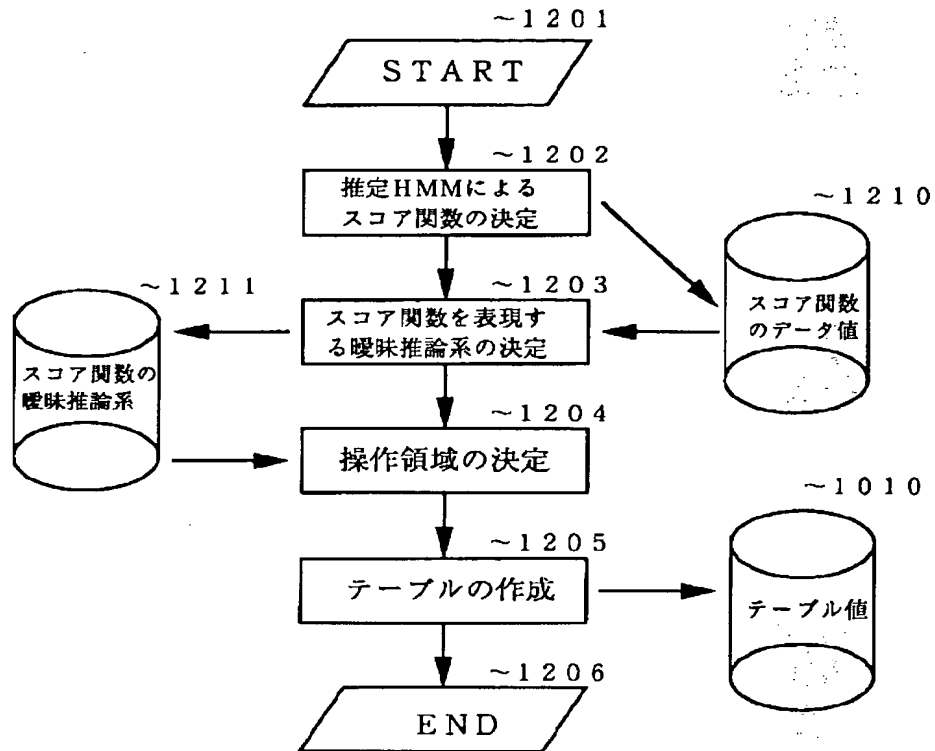 ~1201
START
~1202
推定HMMによる
スコア関数の決定
~1210
スコア関数
のデータ値
~1203
スコア関数を表現す
る曖昧推論系の決定
~1211
スコア関数の
曖昧推論系
~1204
操作領域の決定
~1205
テーブルの作成
~1010
テーブル値
~1206
END